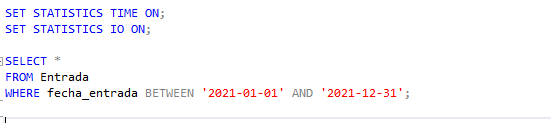 SET STATISTICS TIME ON;
SET STATISTICS IO ON;
SELECT *
FROM Entrada
WHERE fecha_entrada BETWEEN '2021-01-01' AND '2021-12-31';